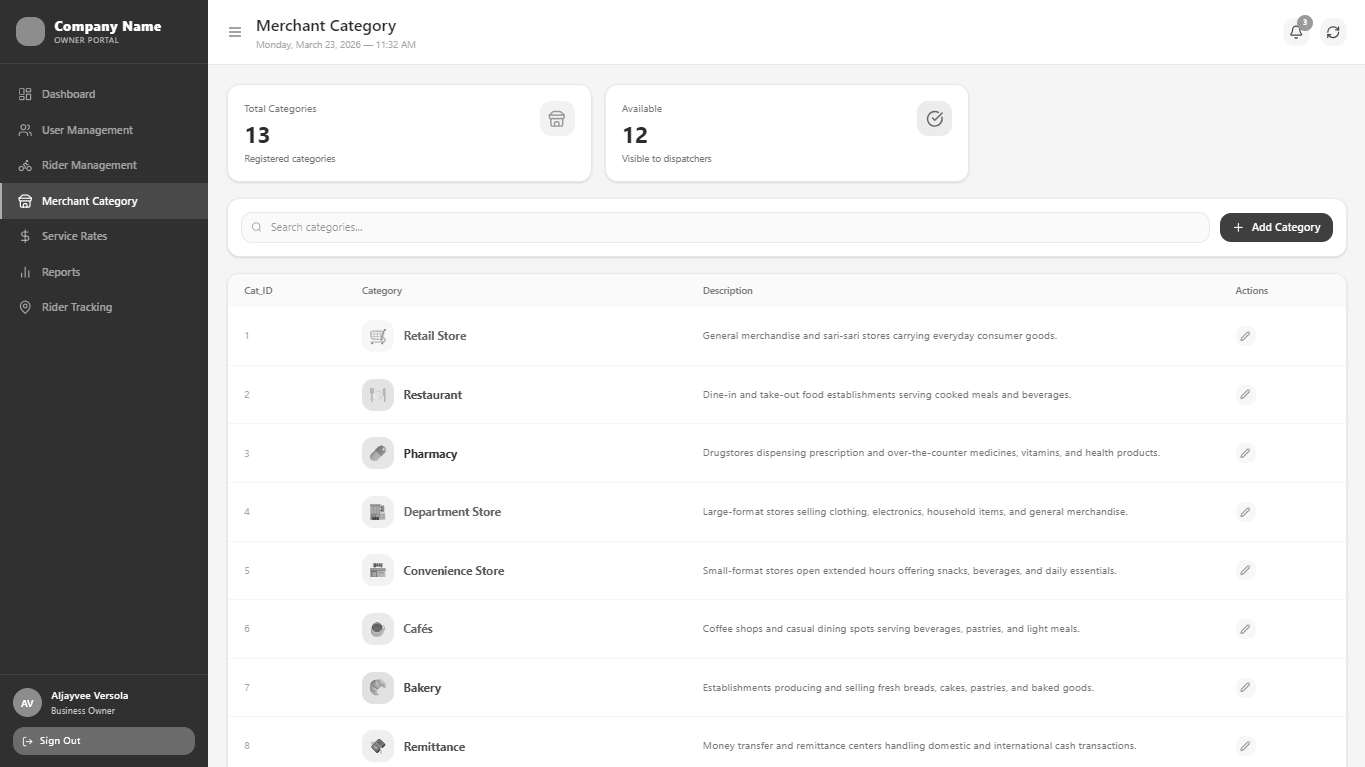 Company Name
OWNER PORTAL
Dashboard
User Management
Rider Management
Merchant Category
Service Rates
Reports
Rider Tracking
AV
Aljayvee Versola
Business Owner
Sign Out
Merchant Category
Monday, March 23, 2026 — 11:32 AM
3
Total Categories
13
Registered categories
Available
12
Visible to dispatchers
Search categories...
Add Category
Cat_ID Category Description Actions
1 Retail Store General merchandise and sari-sari stores carrying everyday consumer goods.
2 Restaurant Dine-in and take-out food establishments serving cooked meals and beverages.
3 Pharmacy Drugstores dispensing prescription and over-the-counter medicines, vitamins, and health products.
4 Department Store Large-format stores selling clothing, electronics, household items, and general merchandise.
5 Convenience Store Small-format stores open extended hours offering snacks, beverages, and daily essentials.
6 Cafés Coffee shops and casual dining spots serving beverages, pastries, and light meals.
7 Bakery Establishments producing and selling fresh breads, cakes, pastries, and baked goods.
8 Remittance Money transfer and remittance centers handling domestic and international cash transactions.